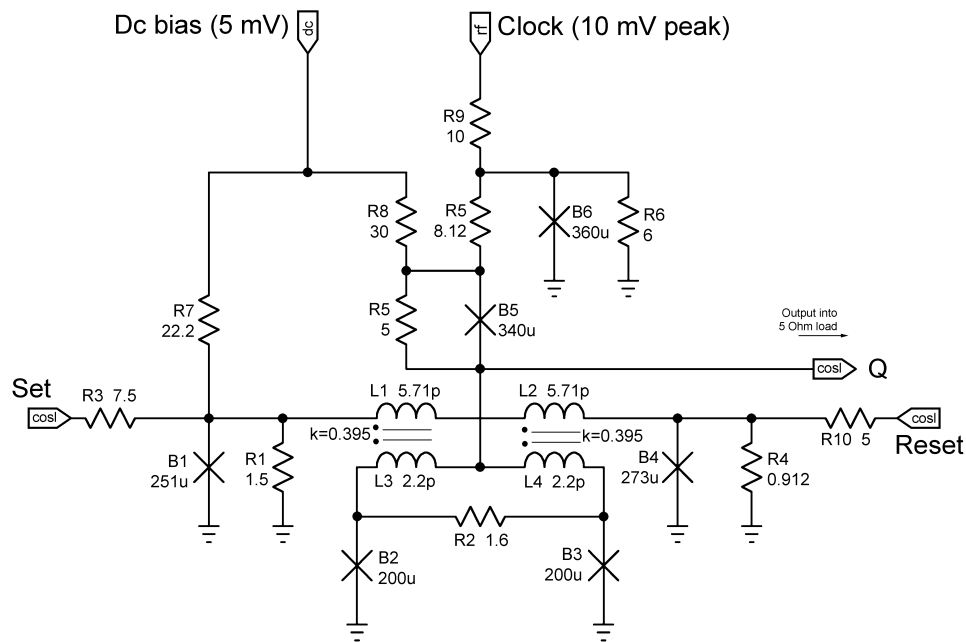 Dc bias (5 mV)
dc
rf
Clock (10 mV peak)
R9
10
R8
30
R5
8.12
B6
360u
R6
6
R7
22.2
R5
5
B5
340u
Output into
5 Ohm load
cosl
Q
Set
cosl
R3 7.5
L1 5.71p
L2 5.71p
k=0.395
k=0.395
R10 5
cosl
Reset
B1
251u
R1
1.5
L3 2.2p
L4 2.2p
B4
273u
R4
0.912
R2 1.6
B2
200u
B3
200u